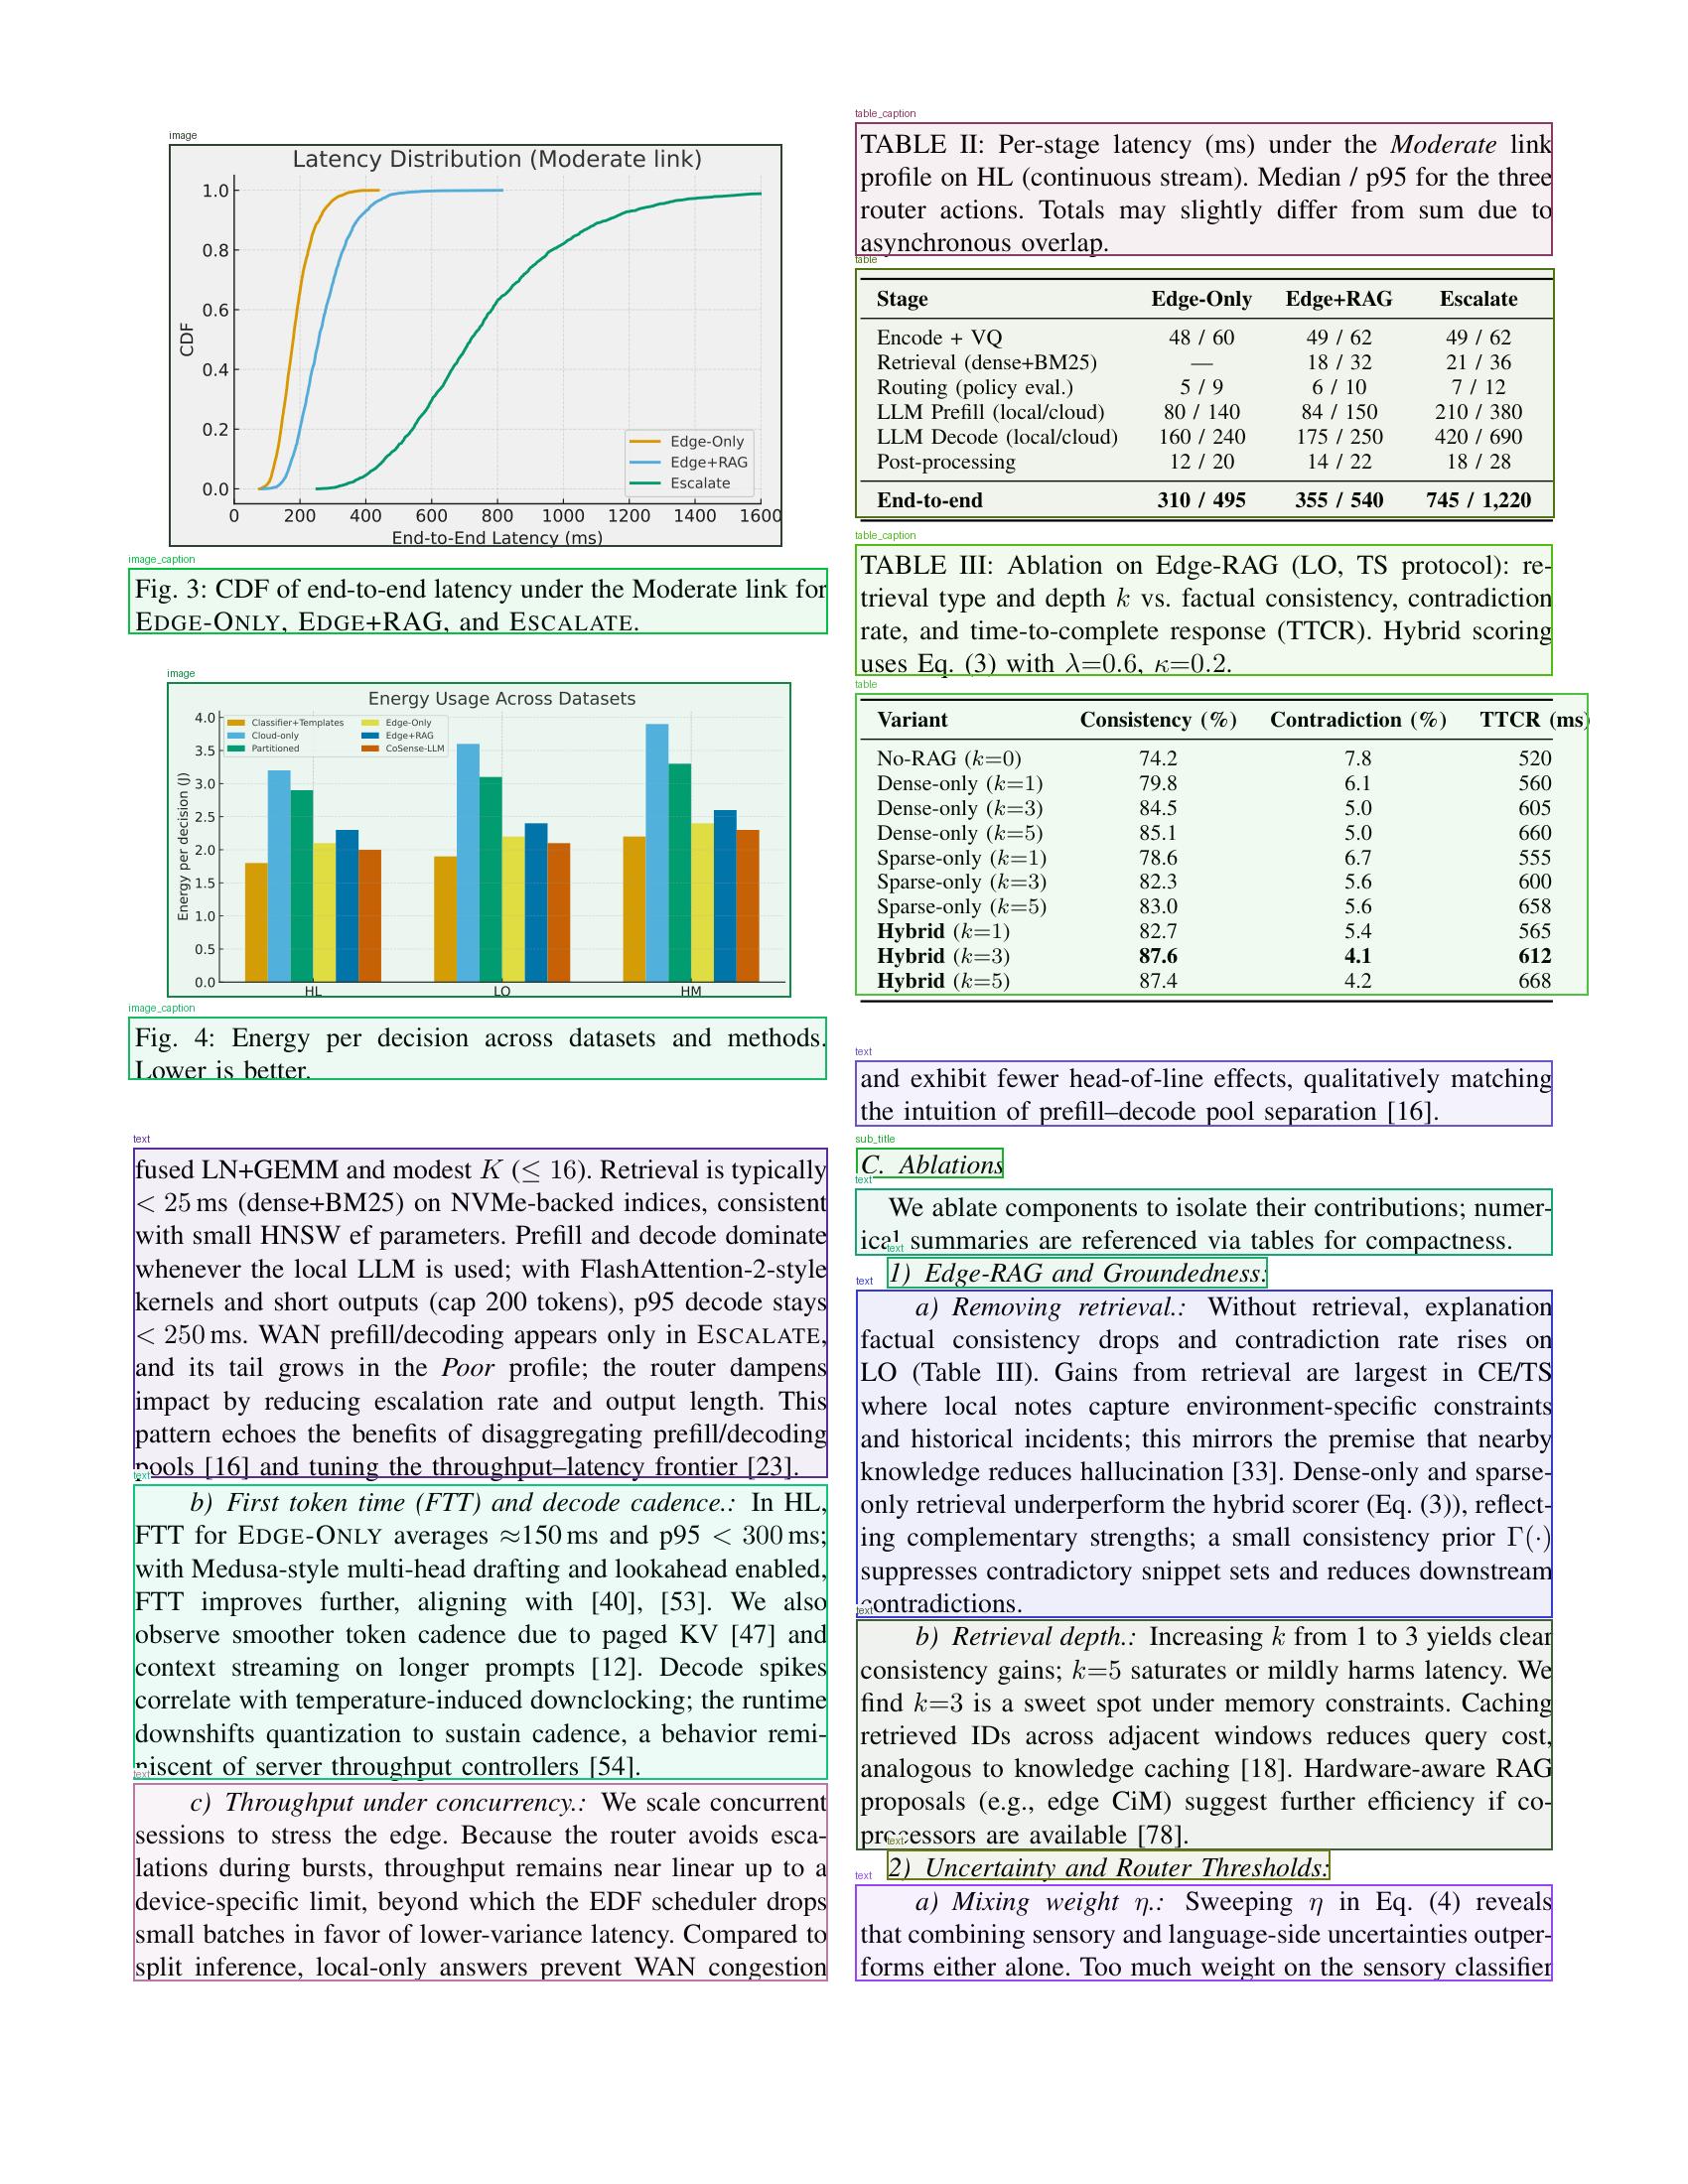 image
Latency Distribution (Moderate link)
1.0
0.8
0.6
0.4
0.2
0.0
CDF
Edge-Only
Edge+RAG
Escalate
0 200 400 600 800 1000 1200 1400 1600
End-to-End Latency (ms)
image_caption
Fig. 3: CDF of end-to-end latency under the Moderate link for
EDGE-ONLY, EDGE+RAG, and ESCALATE.
image
Energy Usage Across Datasets
4.0
3.5
3.0
2.5
2.0
1.5
1.0
0.5
0.0
Energy per decision (J)
Classifier+Templates Edge-Only
Cloud-only Edge+RAG
Partitioned CoSense-LLM
HL LO HM
image_caption
Fig. 4: Energy per decision across datasets and methods.
Lower is better.
text
fused LN+GEMM and modest K (≤ 16). Retrieval is typically
< 25 ms (dense+BM25) on NVMe-backed indices, consistent
with small HNSW ef parameters. Prefill and decode dominate
whenever the local LLM is used; with FlashAttention-2-style
kernels and short outputs (cap 200 tokens), p95 decode stays
< 250 ms. WAN prefill/decoding appears only in ESCALATE,
and its tail grows in the Poor profile; the router dampens
impact by reducing escalation rate and output length. This
pattern echoes the benefits of disaggregating prefill/decoding
pools [16] and tuning the throughput–latency frontier [23].
text
b) First token time (FTT) and decode cadence.: In HL,
FTT for EDGE-ONLY averages ≈150 ms and p95 < 300 ms;
with Medusa-style multi-head drafting and lookahead enabled,
FTT improves further, aligning with [40], [53]. We also
observe smoother token cadence due to paged KV [47] and
context streaming on longer prompts [12]. Decode spikes
correlate with temperature-induced downclocking; the runtime
downshifts quantization to sustain cadence, a behavior remi-
niscent of server throughput controllers [54].
text
c) Throughput under concurrency.: We scale concurrent
sessions to stress the edge. Because the router avoids esca-
lations during bursts, throughput remains near linear up to a
device-specific limit, beyond which the EDF scheduler drops
small batches in favor of lower-variance latency. Compared to
split inference, local-only answers prevent WAN congestion
table_caption
TABLE II: Per-stage latency (ms) under the Moderate link
profile on HL (continuous stream). Median / p95 for the three
router actions. Totals may slightly differ from sum due to
asynchronous overlap.
table
Stage Edge-Only Edge+RAG Escalate
Encode + VQ 48 / 60 49 / 62 49 / 62
Retrieval (dense+BM25) — 18 / 32 21 / 36
Routing (policy eval.) 5 / 9 6 / 10 7 / 12
LLM Prefill (local/cloud) 80 / 140 84 / 150 210 / 380
LLM Decode (local/cloud) 160 / 240 175 / 250 420 / 690
Post-processing 12 / 20 14 / 22 18 / 28
End-to-end 310 / 495 355 / 540 745 / 1,220
table_caption
TABLE III: Ablation on Edge-RAG (LO, TS protocol): re-
trieval type and depth k vs. factual consistency, contradiction
rate, and time-to-complete response (TTCR). Hybrid scoring
uses Eq. (3) with λ=0.6, κ=0.2.
table
Variant Consistency (%) Contradiction (%) TTCR (ms)
No-RAG (k=0) 74.2 7.8 520
Dense-only (k=1) 79.8 6.1 560
Dense-only (k=3) 84.5 5.0 605
Dense-only (k=5) 85.1 5.0 660
Sparse-only (k=1) 78.6 6.7 555
Sparse-only (k=3) 82.3 5.6 600
Sparse-only (k=5) 83.0 5.6 658
Hybrid (k=1) 82.7 5.4 565
Hybrid (k=3) 87.6 4.1 612
Hybrid (k=5) 87.4 4.2 668
text
and exhibit fewer head-of-line effects, qualitatively matching
the intuition of prefill–decode pool separation [16].
sub_title
C. Ablations
text
We ablate components to isolate their contributions; numer-
ical summaries are referenced via tables for compactness.
text
1) Edge-RAG and Groundedness:
text
a) Removing retrieval.: Without retrieval, explanation
factual consistency drops and contradiction rate rises on
LO (Table III). Gains from retrieval are largest in CE/TS
where local notes capture environment-specific constraints
and historical incidents; this mirrors the premise that nearby
knowledge reduces hallucination [33]. Dense-only and sparse-
only retrieval underperform the hybrid scorer (Eq. (3)), reflect-
ing complementary strengths; a small consistency prior Γ(·)
suppresses contradictory snippet sets and reduces downstream
contradictions.
text
b) Retrieval depth.: Increasing k from 1 to 3 yields clear
consistency gains; k=5 saturates or mildly harms latency. We
find k=3 is a sweet spot under memory constraints. Caching
retrieved IDs across adjacent windows reduces query cost,
analogous to knowledge caching [18]. Hardware-aware RAG
proposals (e.g., edge CiM) suggest further efficiency if co-
processors are available [78].
text
2) Uncertainty and Router Thresholds:
text
a) Mixing weight η.: Sweeping η in Eq. (4) reveals
that combining sensory and language-side uncertainties outper-
forms either alone. Too much weight on the sensory classifier